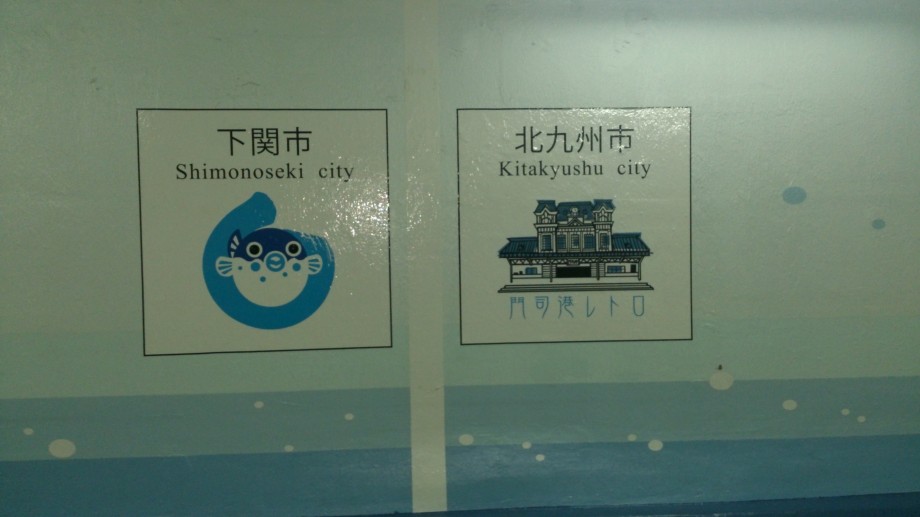 下関市
Shimonoseki city
北九州市
Kitakyushu city
門司港レトロ